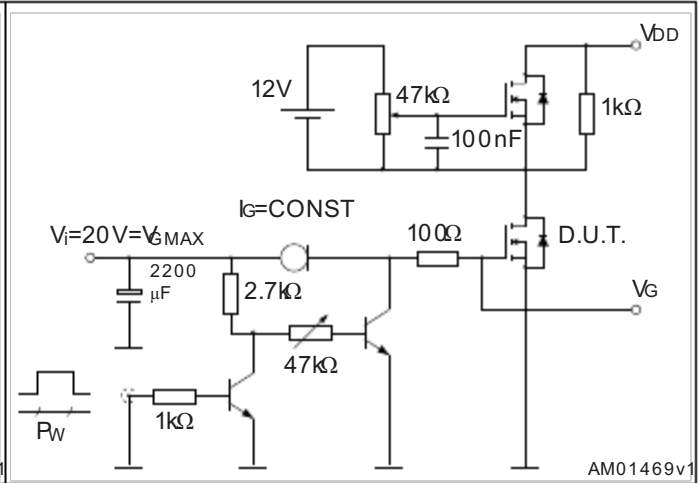 VDD
12V
47kΩ
1kΩ
100nF
IG=CONST
Vi=20V=VGMAX
100Ω
D.U.T.
2200
μF
2.7kΩ
VG
47kΩ
1kΩ
PW
AM01469v1
1